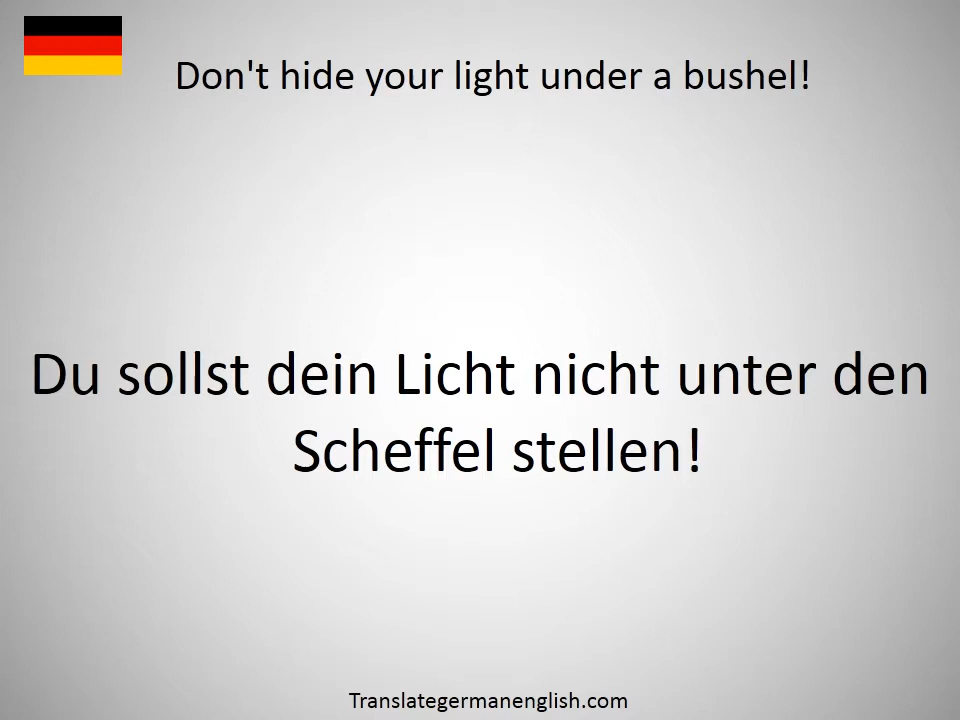 Don't hide your light under a bushel!
Du sollst dein Licht nicht unter den
Scheffel stellen!
Translategermanenglish.com